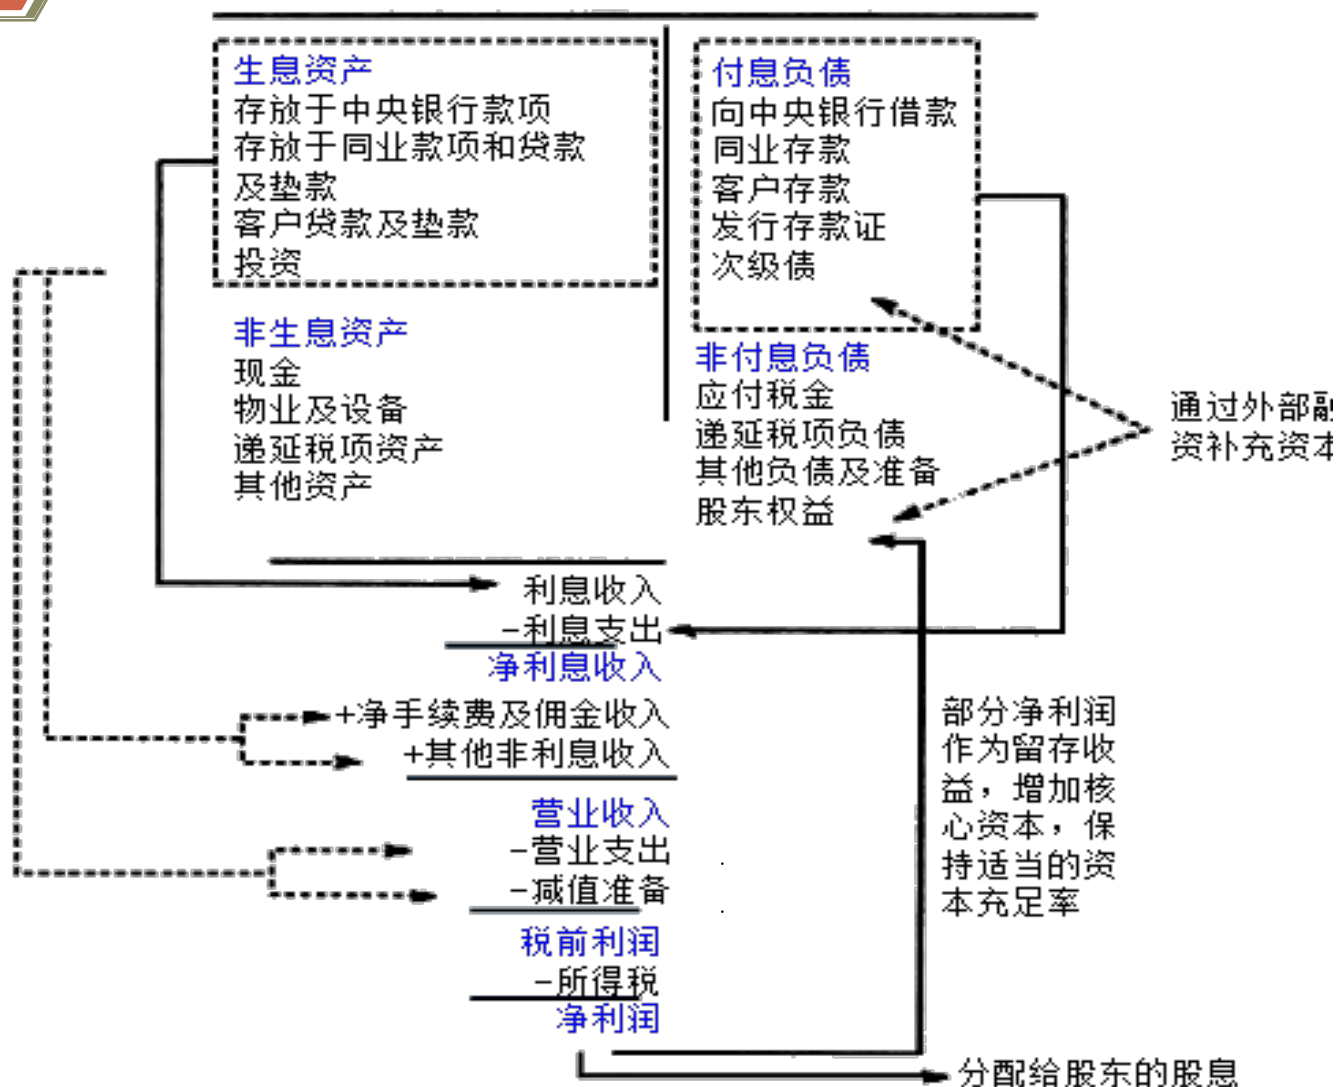 生息资产
存放于中央银行款项
存放于同业款项和贷款
及垫款
客户贷款及垫款
投资
非生息资产
现金
物业及设备
递延税项资产
其他资产
付息负债
向中央银行借款
同业存款
客户存款
发行存款证
次级债
非付息负债
应付税金
递延税项负债
其他负债及准备
股东权益
通过外部融
资补充资本
利息收入
-利息支出
净利息收入
+净手续费及佣金收入
+其他非利息收入
营业收入
-营业支出
-减值准备
税前利润
-所得税
净利润
部分净利润
作为留存收
益，增加核
心资本，保
持适当的资
本充足率
分配给股东的股息